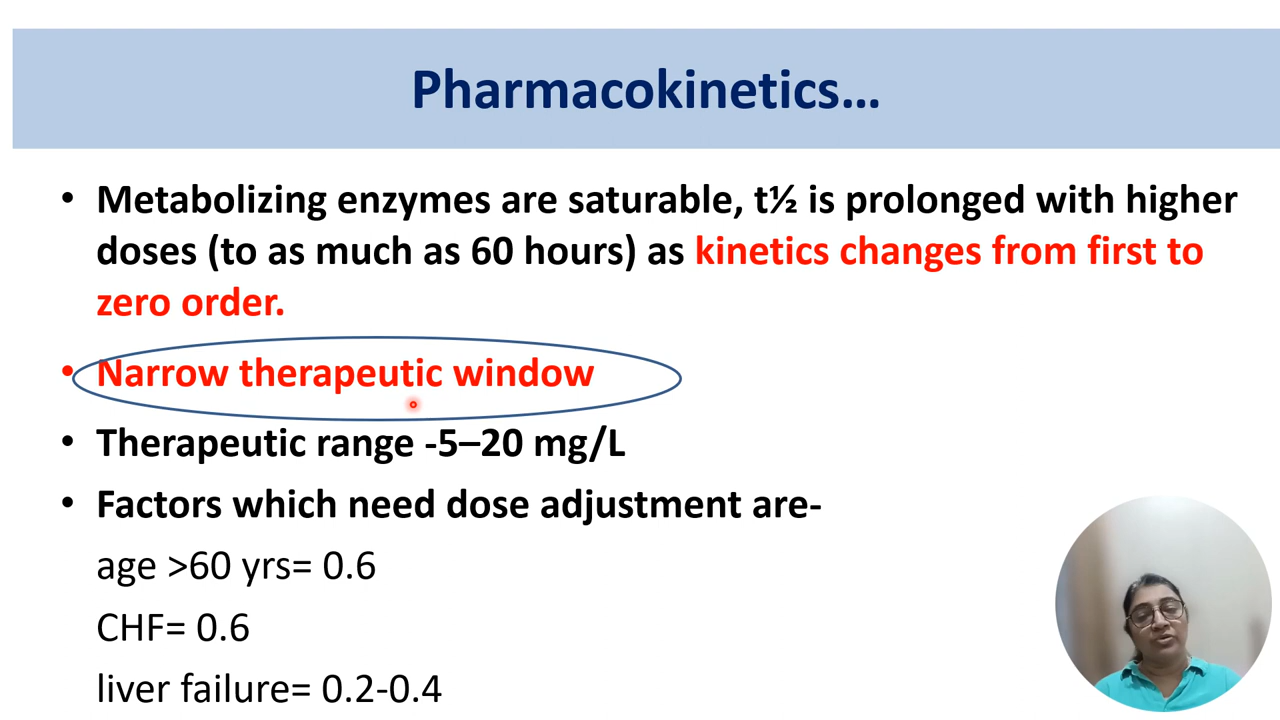 Pharmacokinetics…
• Metabolizing enzymes are saturable, t½ is prolonged with higher
doses (to as much as 60 hours) as kinetics changes from first to
zero order.
• Narrow therapeutic window
• Therapeutic range -5–20 mg/L
• Factors which need dose adjustment are-
age >60 yrs= 0.6
CHF= 0.6
liver failure= 0.2-0.4